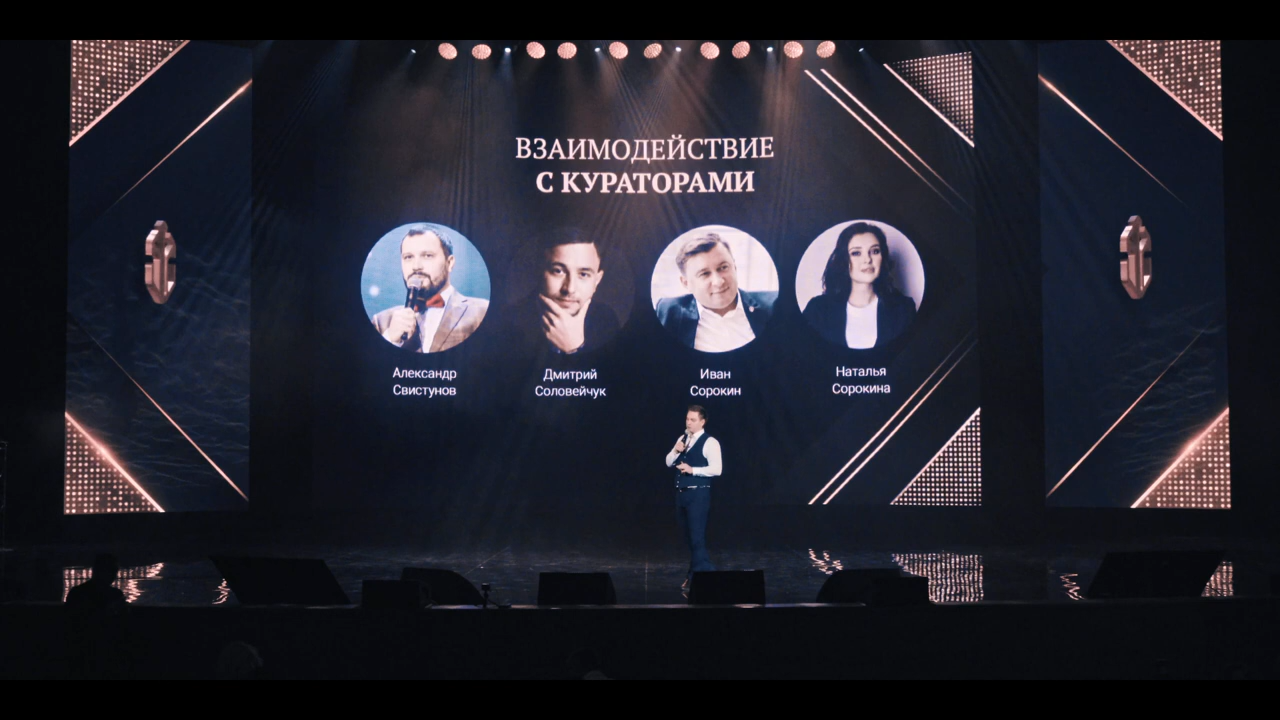 ВЗАИМОДЕЙСТВИЕ
С КУРАТОРАМИ
Александр
Свистунов
Дмитрий
Соловейчук
Иван
Сорокин
Наталья
Сорокина